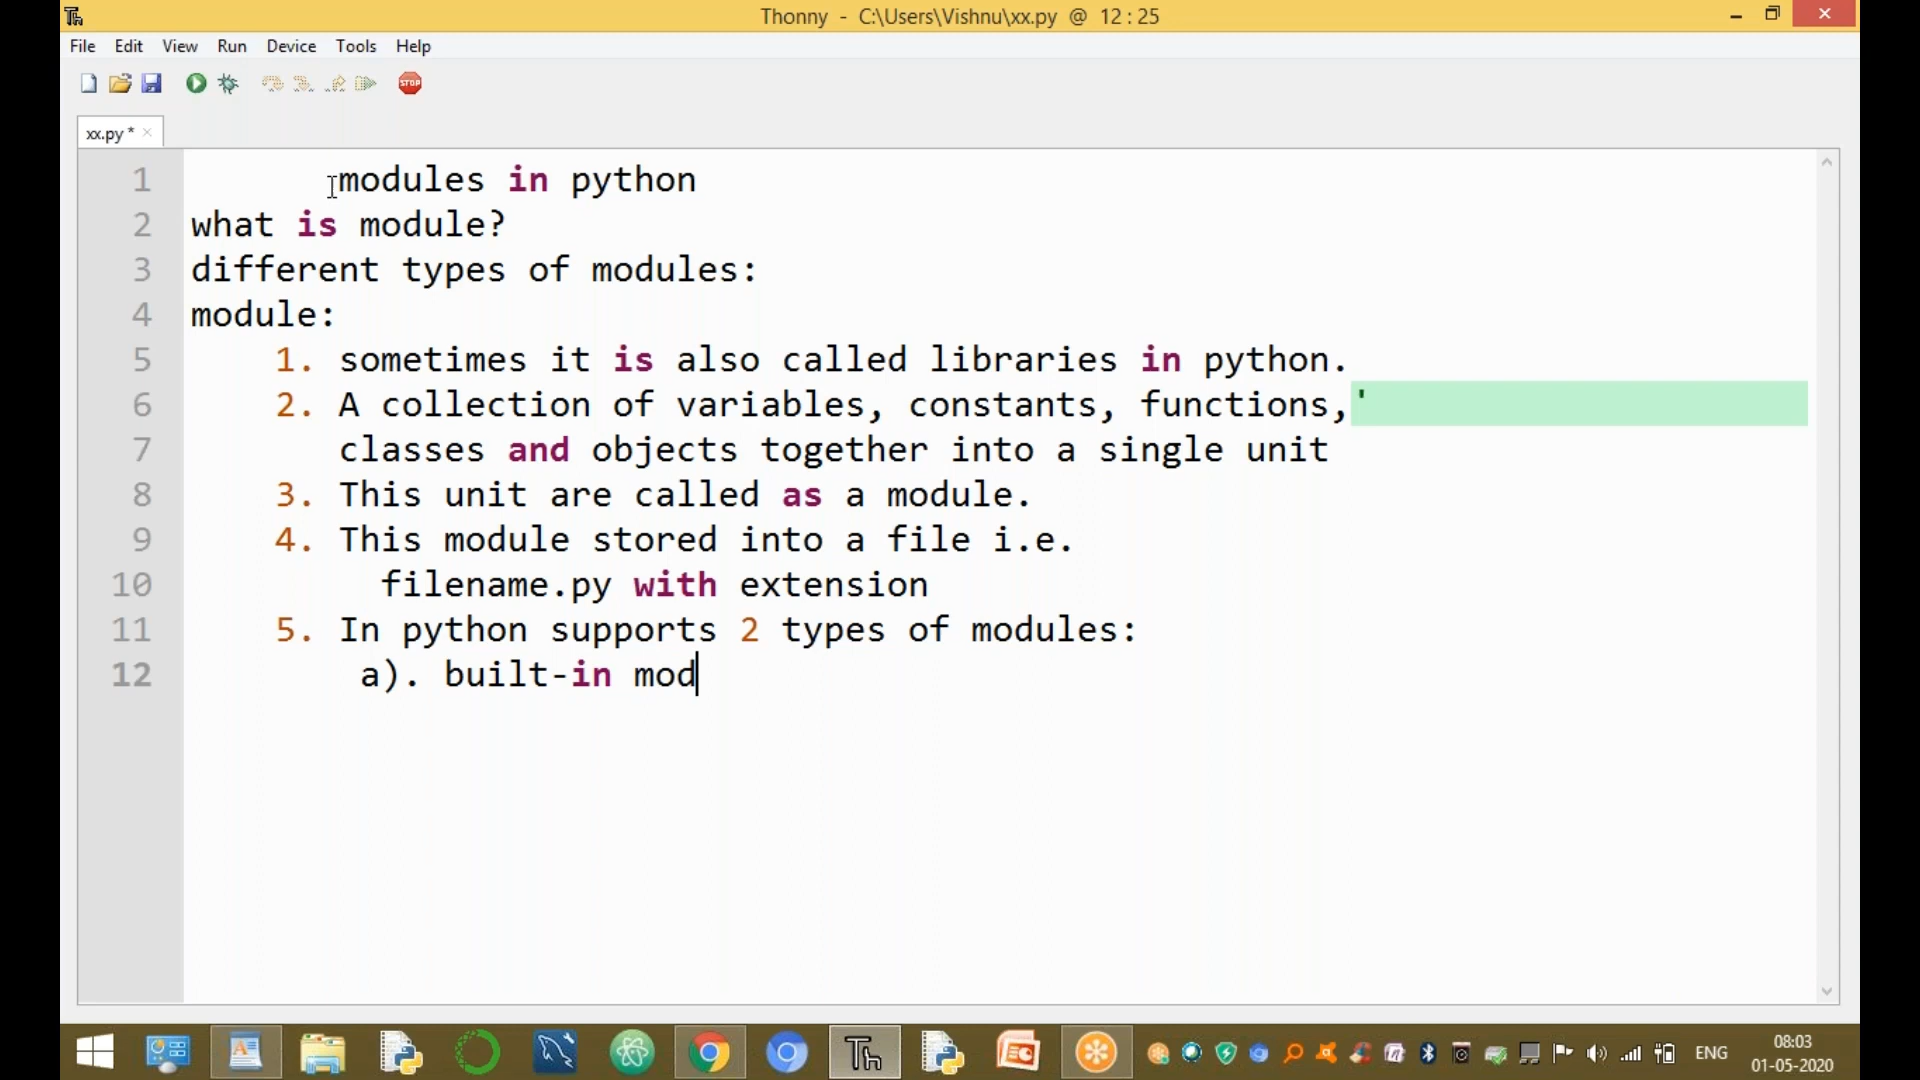 Th Thonny - C:\Users\Vishnu\xx.py @ 12 : 25
File Edit View Run Device Tools Help
STOP
xx.py *
1 modules in python
2 what is module?
3 different types of modules:
4 module:
5 1. sometimes it is also called libraries in python.
6 2. A collection of variables, constants, functions,'
7 classes and objects together into a single unit
8 3. This unit are called as a module.
9 4. This module stored into a file i.e.
10 filename.py with extension
11 5. In python supports 2 types of modules:
12 a). built-in mod
Th ENG 08:03
01-05-2020